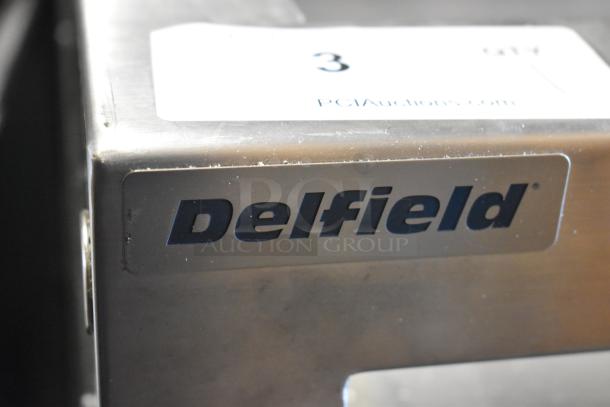 3 QTY
PCIAuctions.com
Delfield
PCI
AUCTION GROUP